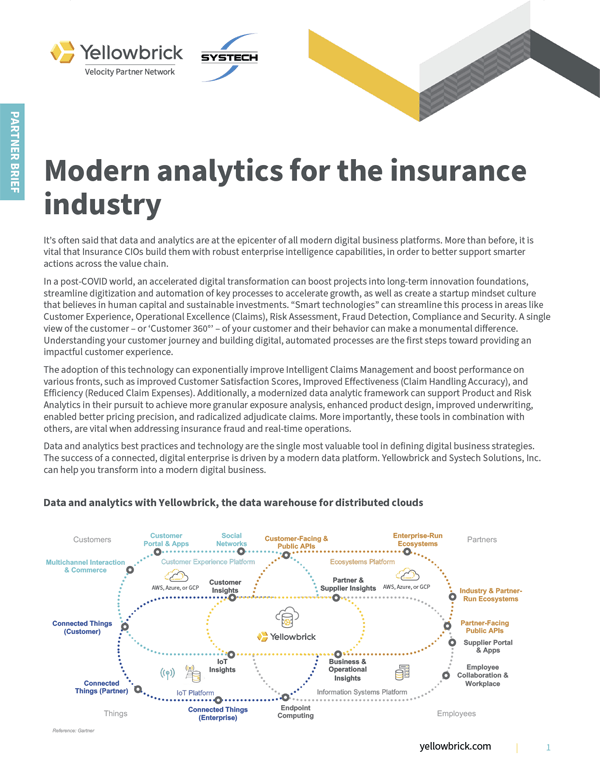 Yellowbrick
Velocity Partner Network
SYSTECH
PARTNER BRIEF
Modern analytics for the insurance
industry
It's often said that data and analytics are at the epicenter of all modern digital business platforms. More than before, it is
vital that Insurance CIOs build them with robust enterprise intelligence capabilities, in order to better support smarter
actions across the value chain.
In a post-COVID world, an accelerated digital transformation can boost projects into long-term innovation foundations,
streamline digitization and automation of key processes to accelerate growth, as well as create a startup mindset culture
that believes in human capital and sustainable investments. “Smart technologies” can streamline this process in areas like
Customer Experience, Operational Excellence (Claims), Risk Assessment, Fraud Detection, Compliance and Security. A single
view of the customer – or ‘Customer 360°’ – of your customer and their behavior can make a monumental difference.
Understanding your customer journey and building digital, automated processes are the first steps toward providing an
impactful customer experience.
The adoption of this technology can exponentially improve Intelligent Claims Management and boost performance on
various fronts, such as improved Customer Satisfaction Scores, Improved Effectiveness (Claim Handling Accuracy), and
Efficiency (Reduced Claim Expenses). Additionally, a modernized data analytic framework can support Product and Risk
Analytics in their pursuit to achieve more granular exposure analysis, enhanced product design, improved underwriting,
enabled better pricing precision, and radicalized adjudicate claims. More importantly, these tools in combination with
others, are vital when addressing insurance fraud and real-time operations.
Data and analytics best practices and technology are the single most valuable tool in defining digital business strategies.
The success of a connected, digital enterprise is driven by a modern data platform. Yellowbrick and Systech Solutions, Inc.
can help you transform into a modern digital business.
Data and analytics with Yellowbrick, the data warehouse for distributed clouds
Customers
Customer
Portal & Apps
Social
Networks
Customer-Facing &
Public APIs
Enterprise-Run
Ecosystems
Partners
Multichannel Interaction
& Commerce
Customer Experience Platform
Ecosystems Platform
AWS, Azure, or GCP
Customer
Insights
Partner &
Supplier Insights
AWS, Azure, or GCP
Industry & Partner-
Run Ecosystems
Connected Things
(Customer)
Yellowbrick
Partner-Facing
Public APIs
Supplier Portal
& Apps
IoT
Insights
Business &
Operational
Insights
Employee
Collaboration &
Workplace
Connected
Things (Partner)
IoT Platform
Information Systems Platform
Things
Connected Things
(Enterprise)
Endpoint
Computing
Employees
Reference: Gartner
yellowbrick.com
|
1